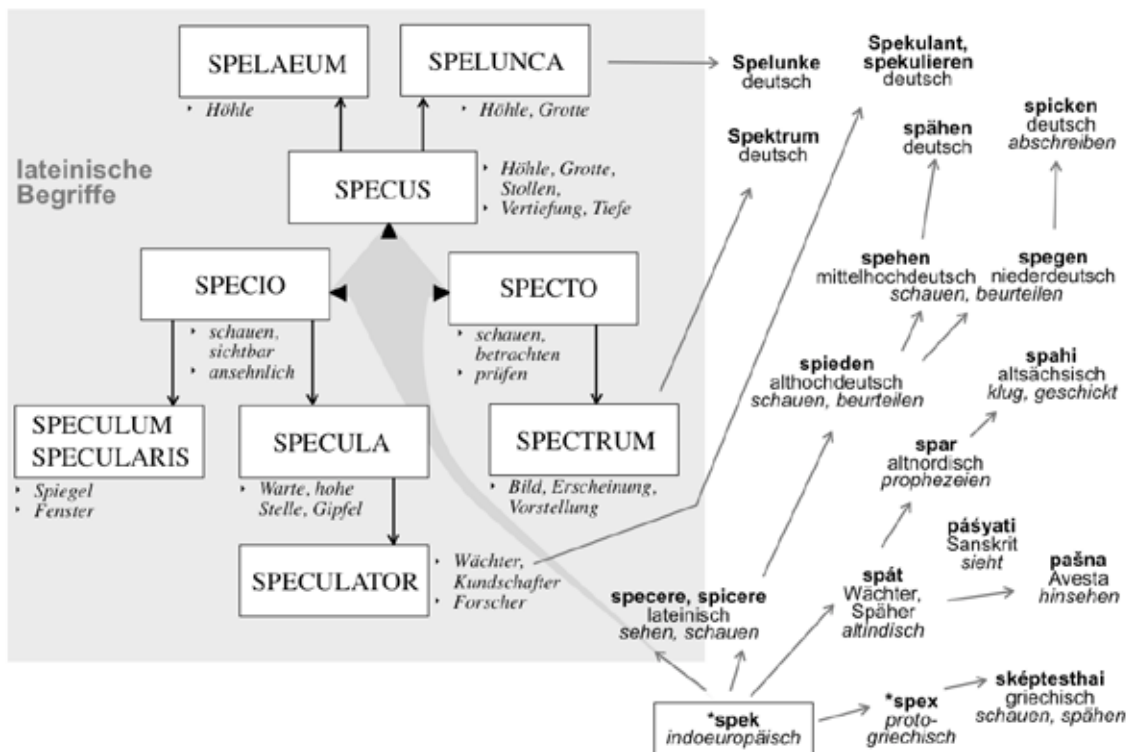 SPELAEUM
‣ Höhle
SPELUNCA
‣ Höhle, Grotte
lateinische
Begriffe
SPECUS
‣ Höhle, Grotte,
Stollen,
‣ Vertiefung, Tiefe
SPECIO
‣ schauen,
sichtbar
‣ ansehnlich
SPECTO
‣ schauen,
betrachten
‣ prüfen
SPECULUM
SPECULARIS
‣ Spiegel
‣ Fenster
SPECULA
‣ Warte, hohe
Stelle, Gipfel
SPECTRUM
‣ Bild, Erscheinung,
Vorstellung
SPECULATOR
‣ Wächter,
Kundschafter
‣ Forscher
Spelunke
deutsch
Spekulant,
spekulieren
deutsch
Spektrum
deutsch
spähen
deutsch
spicken
deutsch
abschreiben
spehen
mittelhochdeutsch
spegen
niederdeutsch
schauen, beurteilen
spieden
althochdeutsch
schauen, beurteilen
spahi
altsächsisch
klug, geschickt
spar
altnordisch
prophezeien
páśyati
Sanskrit
sieht
spát
Wächter,
Späher
altindisch
pašna
Avesta
hinsehen
specere, spicere
lateinisch
sehen, schauen
*spek
indoeuropäisch
*spex
proto-
griechisch
sképtesthai
griechisch
schauen, spähen